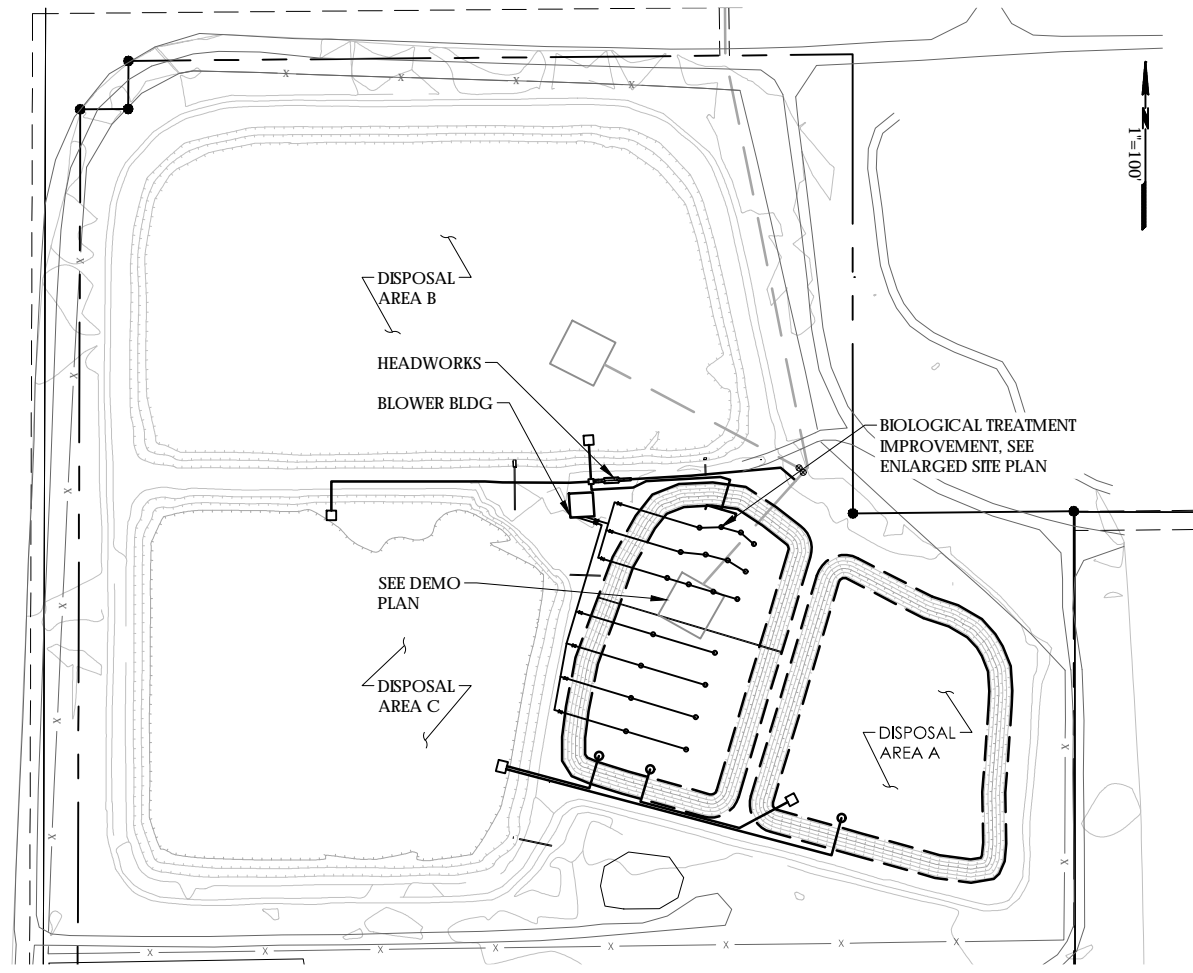 N
1"=100'
DISPOSAL
AREA B
HEADWORKS
BLOWER BLDG
BIOLOGICAL TREATMENT
IMPROVEMENT, SEE
ENLARGED SITE PLAN
SEE DEMO
PLAN
DISPOSAL
AREA C
DISPOSAL
AREA A